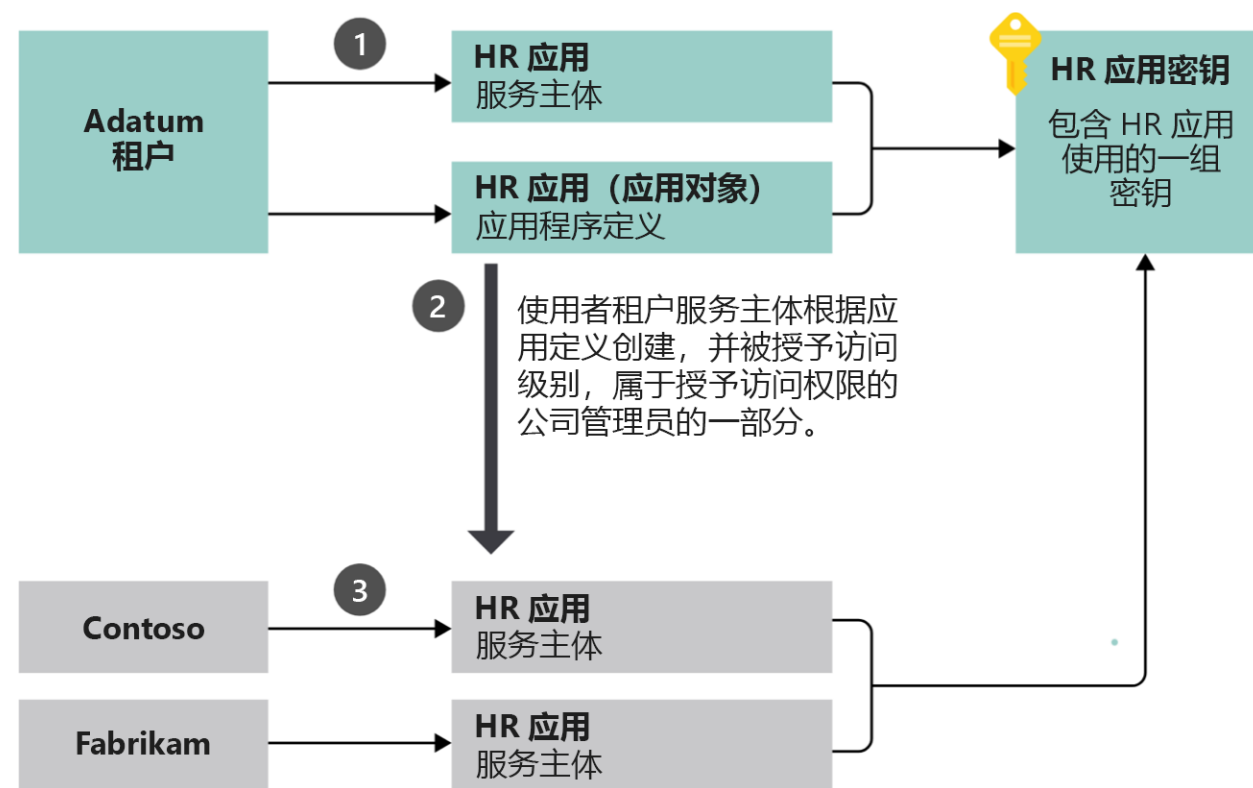 1
HR 应用
服务主体
Adatum
租户
HR 应用（应用对象）
应用程序定义
HR 应用密钥
包含 HR 应用
使用的一组
密钥
2
使用者租户服务主体根据应
用定义创建，并被授予访问
级别，属于授予访问权限的
公司管理员的一部分。
3
Contoso
HR 应用
服务主体
Fabrikam
HR 应用
服务主体